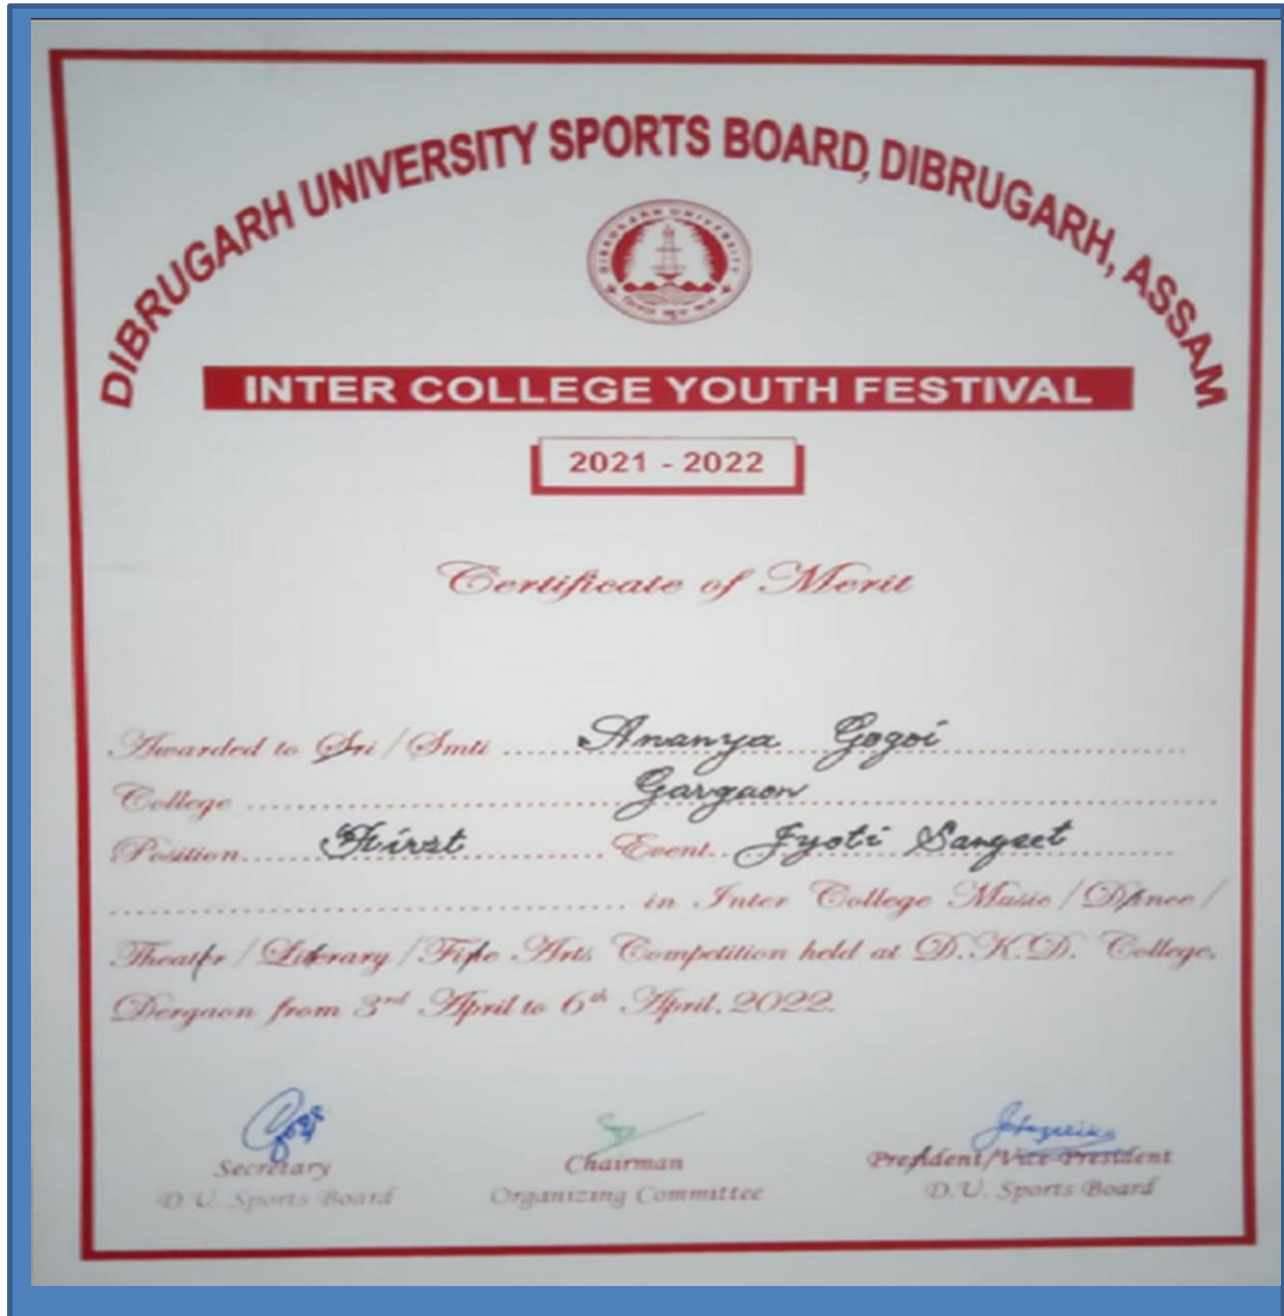 DIBRUGARH UNIVERSITY SPORTS BOARD, DIBRUGARH, ASSAM
DIBRUGARH UNIVERSITY
INTER COLLEGE YOUTH FESTIVAL
2021 - 2022
Certificate of Merit
Awarded to Sri / Smti Ananya Gogoi
College Gargaon
Position First Event Jyoti Sangeet
in Inter College Music / Dance /
Theater / Literary / Fine Arts Competition held at D.K.D. College,
Dergaon from 3rd April to 6th April, 2022.
Secretary Chairman President/Vice-President
D.U. Sports Board Organizing Committee D.U. Sports Board